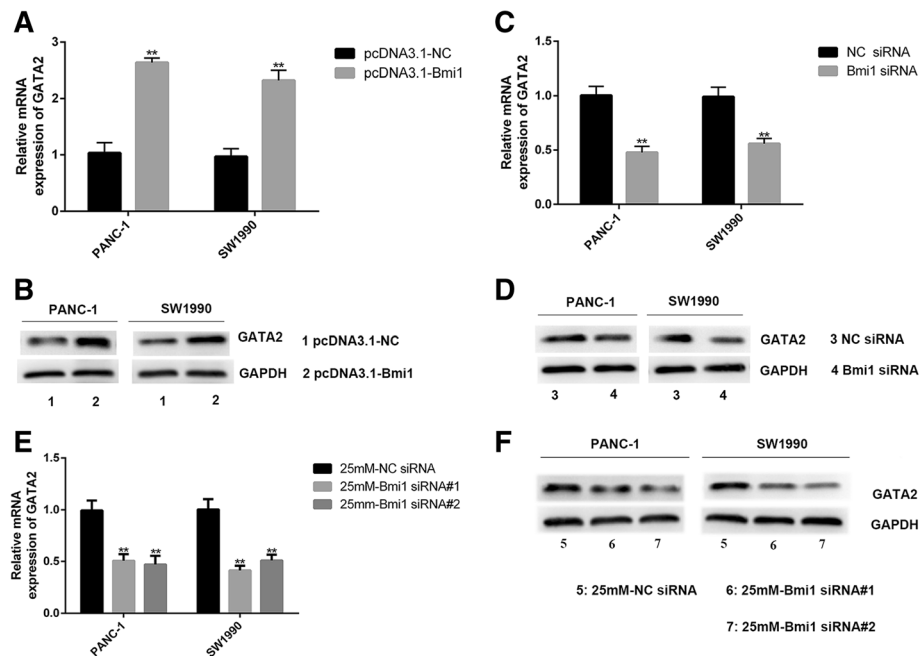 A
Relative mRNA
expression of GATA2
3
2
1
0
**
**
PANC-1
SW1990
pcDNA3.1-NC
pcDNA3.1-Bmi1
C
Relative mRNA
expression of GATA2
1.5
1.0
0.5
0.0
**
**
PANC-1
SW1990
NC siRNA
Bmi1 siRNA
B
PANC-1
SW1990
GATA2
1 pcDNA3.1-NC
GAPDH
2 pcDNA3.1-Bmi1
1 2 1 2
D
PANC-1
SW1990
GATA2
3 NC siRNA
GAPDH
4 Bmi1 siRNA
3 4 3 4
E
Relative mRNA
expression of GATA2
1.5
1.0
0.5
0.0
** **
** **
PANC-1
SW1990
25mM-NC siRNA
25mM-Bmi1 siRNA#1
25mm-Bmi1 siRNA#2
F
PANC-1
SW1990
GATA2
GAPDH
5 6 7 5 6 7
5: 25mM-NC siRNA
6: 25mM-Bmi1 siRNA#1
7: 25mM-Bmi1 siRNA#2